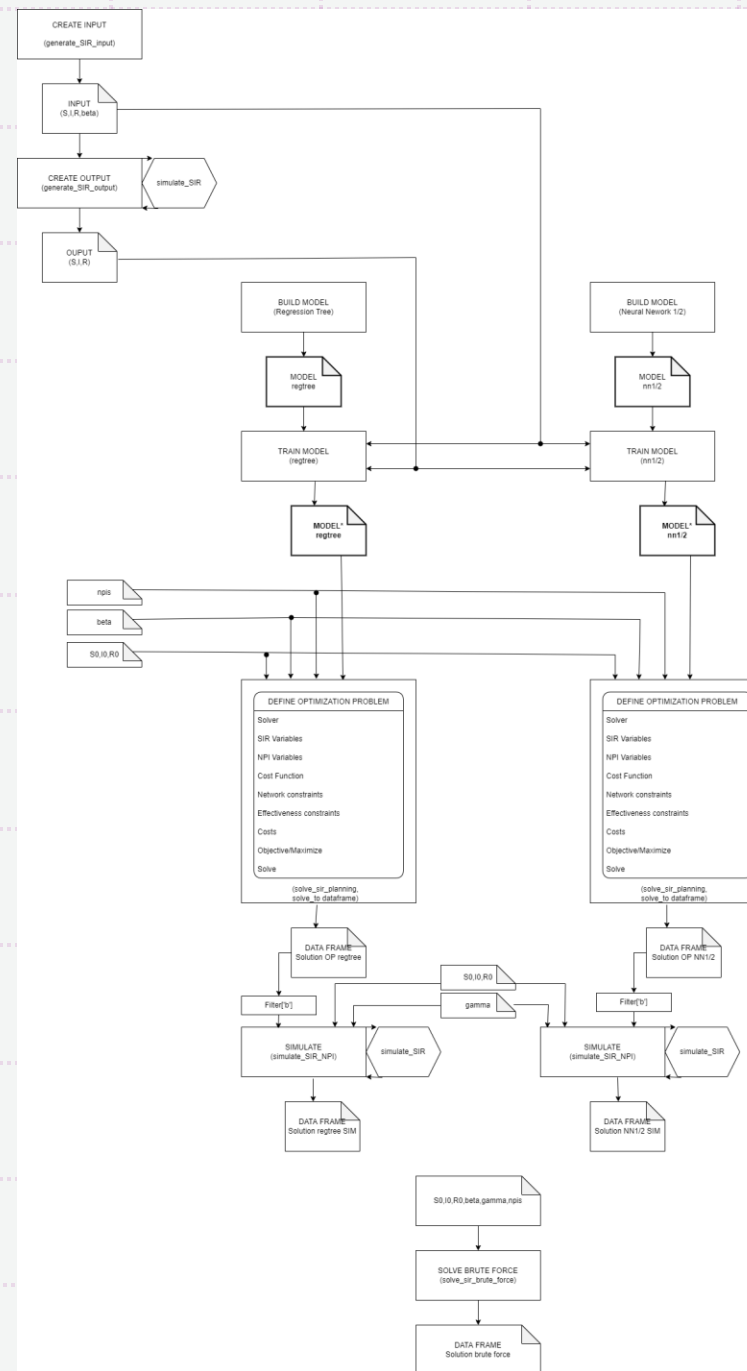 CREATE INPUT
(generate_SIR_input)
INPUT
(S,I,R,beta)
CREATE OUTPUT
(generate_SIR_output)
simulate_SIR
OUPUT
(S,I,R)
BUILD MODEL
(Regression Tree)
BUILD MODEL
(Neural Nework 1/2)
MODEL
regtree
MODEL
nn1/2
TRAIN MODEL
(regtree)
TRAIN MODEL
(nn1/2)
MODEL*
regtree
MODEL*
nn1/2
npis
beta
S0,I0,R0
DEFINE OPTIMIZATION PROBLEM
Solver
SIR Variables
NPI Variables
Cost Function
Network constraints
Effectiveness constraints
Costs
Objective/Maximize
Solve
(solve_sir_planning,
solve_to dataframe)
DEFINE OPTIMIZATION PROBLEM
Solver
SIR Variables
NPI Variables
Cost Function
Network constraints
Effectiveness constraints
Costs
Objective/Maximize
Solve
(solve_sir_planning,
solve_to dataframe)
DATA FRAME
Solution OP regtree
DATA FRAME
Solution OP NN1/2
S0,I0,R0
gamma
Filter['b']
Filter['b']
SIMULATE
(simulate_SIR_NPI)
simulate_SIR
SIMULATE
(simulate_SIR_NPI)
simulate_SIR
DATA FRAME
Solution regtree SIM
DATA FRAME
Solution NN1/2 SIM
S0,I0,R0,beta,gamma,npis
SOLVE BRUTE FORCE
(solve_sir_brute_force)
DATA FRAME
Solution brute force